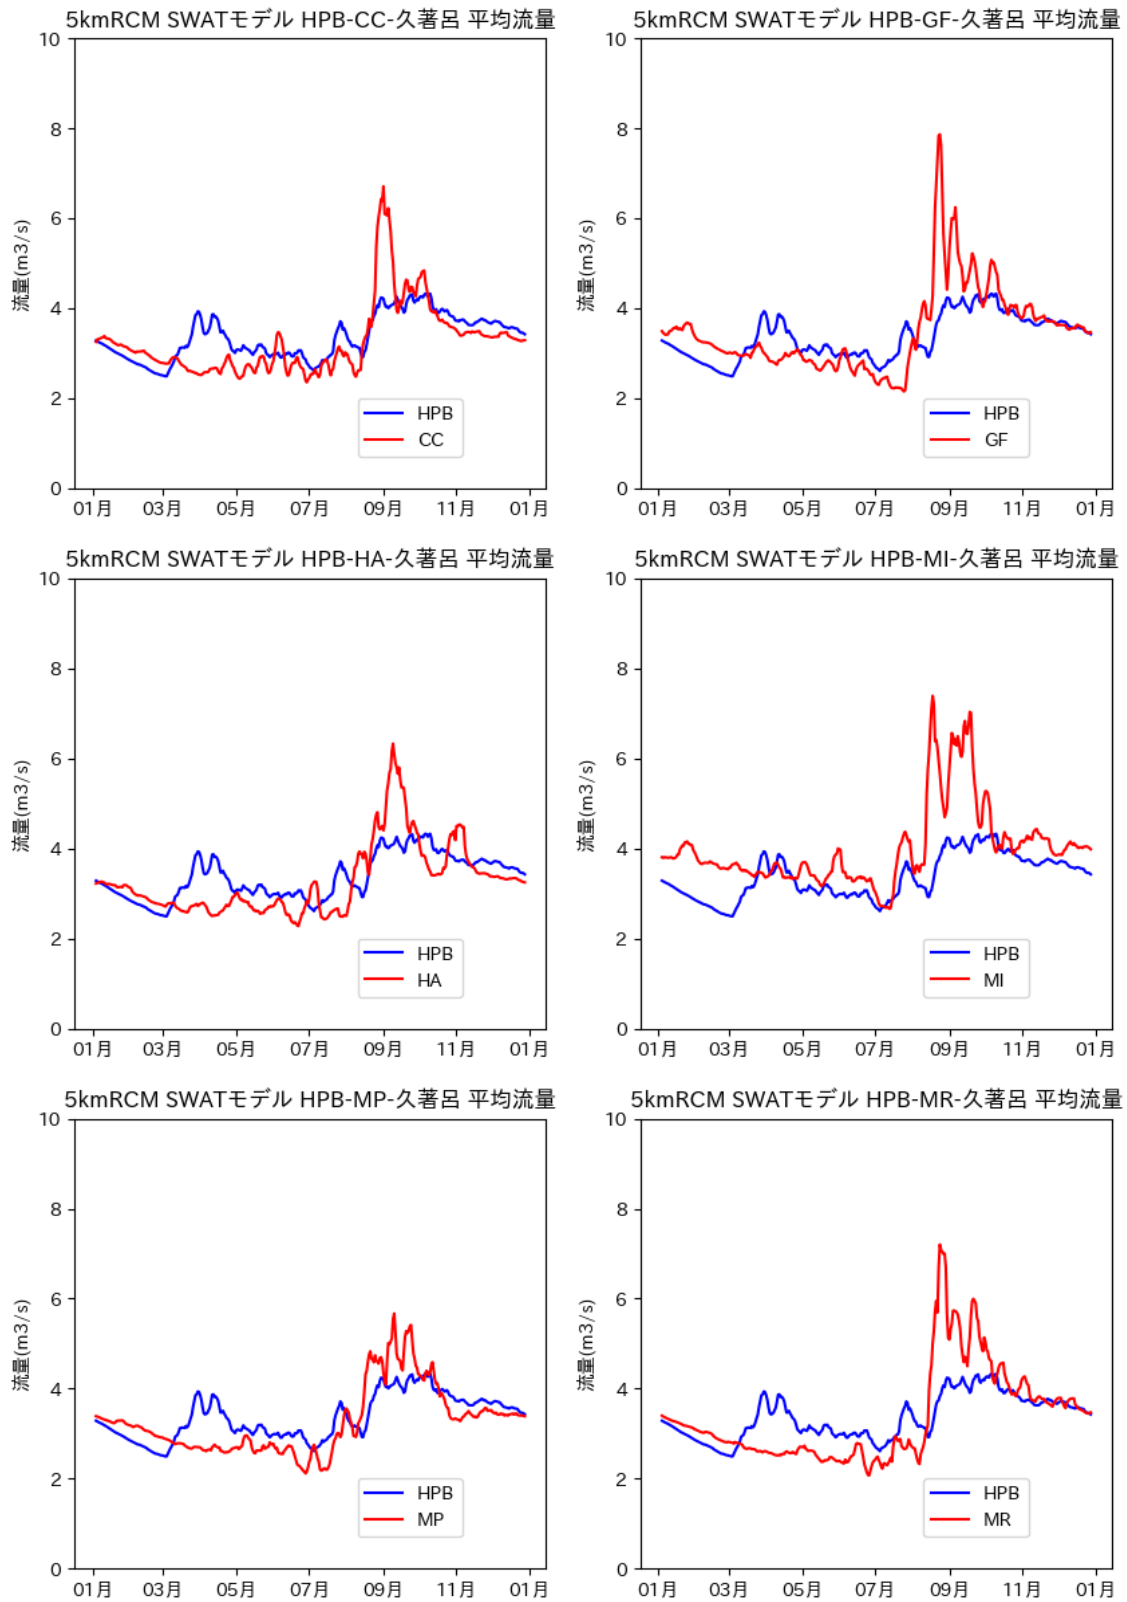 5kmRCM SWATモデル HPB-CC-久著呂 平均流量
流量(m3/s)
10
8
6
4
2
0
01月 03月 05月 07月 09月 11月 01月
HPB
CC
5kmRCM SWATモデル HPB-GF-久著呂 平均流量
流量(m3/s)
10
8
6
4
2
0
01月 03月 05月 07月 09月 11月 01月
HPB
GF
5kmRCM SWATモデル HPB-HA-久著呂 平均流量
流量(m3/s)
10
8
6
4
2
0
01月 03月 05月 07月 09月 11月 01月
HPB
HA
5kmRCM SWATモデル HPB-MI-久著呂 平均流量
流量(m3/s)
10
8
6
4
2
0
01月 03月 05月 07月 09月 11月 01月
HPB
MI
5kmRCM SWATモデル HPB-MP-久著呂 平均流量
流量(m3/s)
10
8
6
4
2
0
01月 03月 05月 07月 09月 11月 01月
HPB
MP
5kmRCM SWATモデル HPB-MR-久著呂 平均流量
流量(m3/s)
10
8
6
4
2
0
01月 03月 05月 07月 09月 11月 01月
HPB
MR